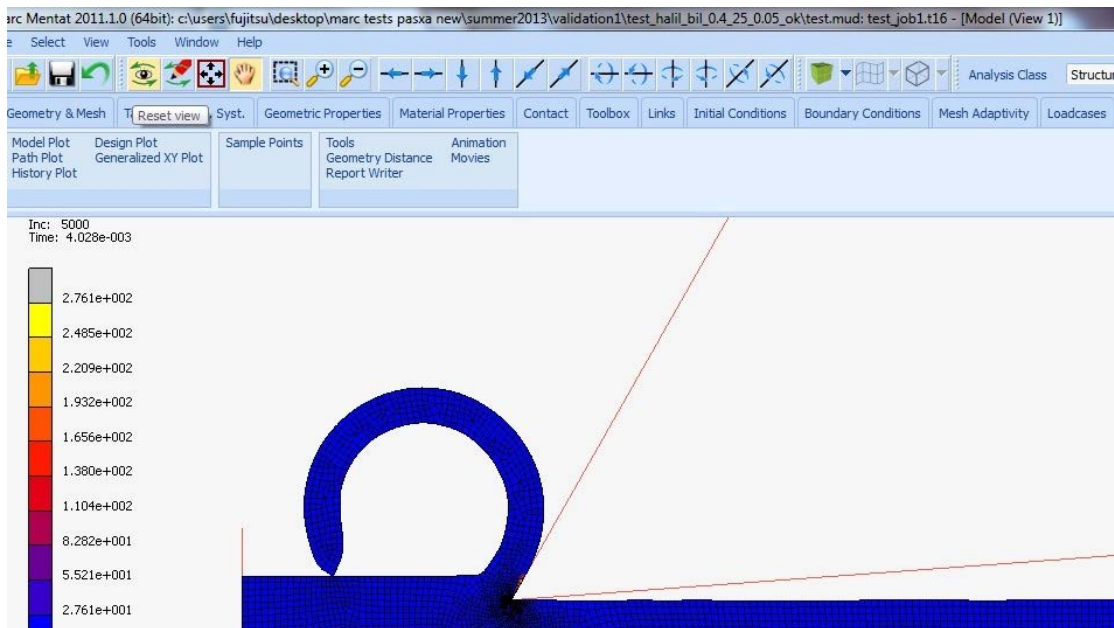 arc Mentat 2011.1.0 (64bit): c:\users\fujitsu\desktop\marc tests pasxa new\summer2013\validation1\test_halil_bil_0.4_25_0.05_ok\test.mud: test_job1.t16 - [Model (View 1)]
e Select View Tools Window Help
Analysis Class Structur
Geometry & Mesh Ta Reset view . Syst. Geometric Properties Material Properties Contact Toolbox Links Initial Conditions Boundary Conditions Mesh Adaptivity Loadcases
Model Plot Design Plot Sample Points Tools Animation
Path Plot Generalized XY Plot Geometry Distance Movies
History Plot Report Writer
Inc: 5000
Time: 4.028e-003
2.761e+002
2.485e+002
2.209e+002
1.932e+002
1.656e+002
1.380e+002
1.104e+002
8.282e+001
5.521e+001
2.761e+001